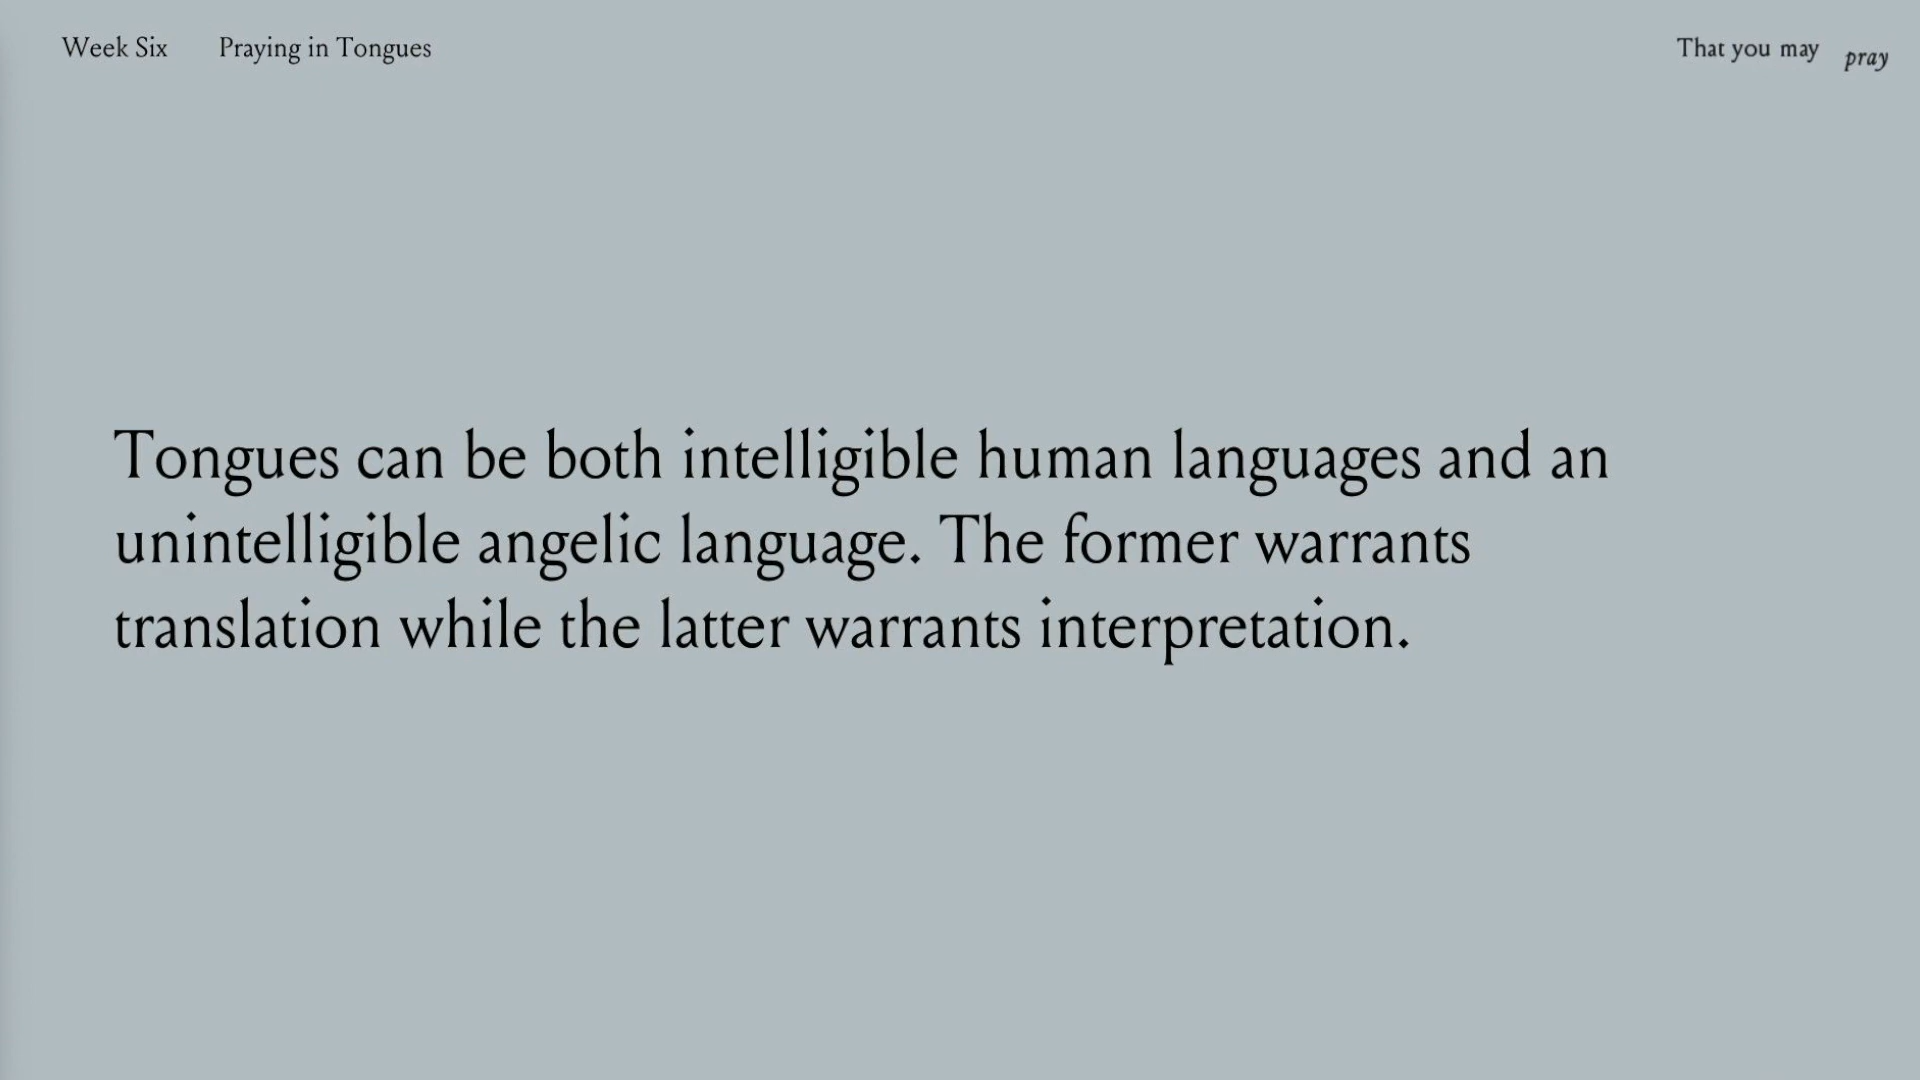 Week Six Praying in Tongues That you may pray
Tongues can be both intelligible human languages and an
unintelligible angelic language. The former warrants
translation while the latter warrants interpretation.